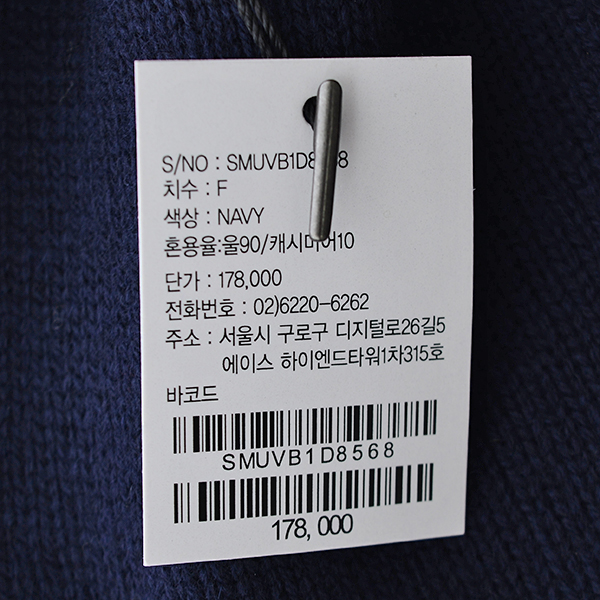 S/NO : SMUVB1D8568
치수 : F
색상 : NAVY
혼용율:울90/캐시미어10
단가 : 178,000
전화번호 : 02)6220-6262
주소 : 서울시 구로구 디지털로26길5
에이스 하이엔드타워1차315호
바코드
SMUVB1D8568
178,000